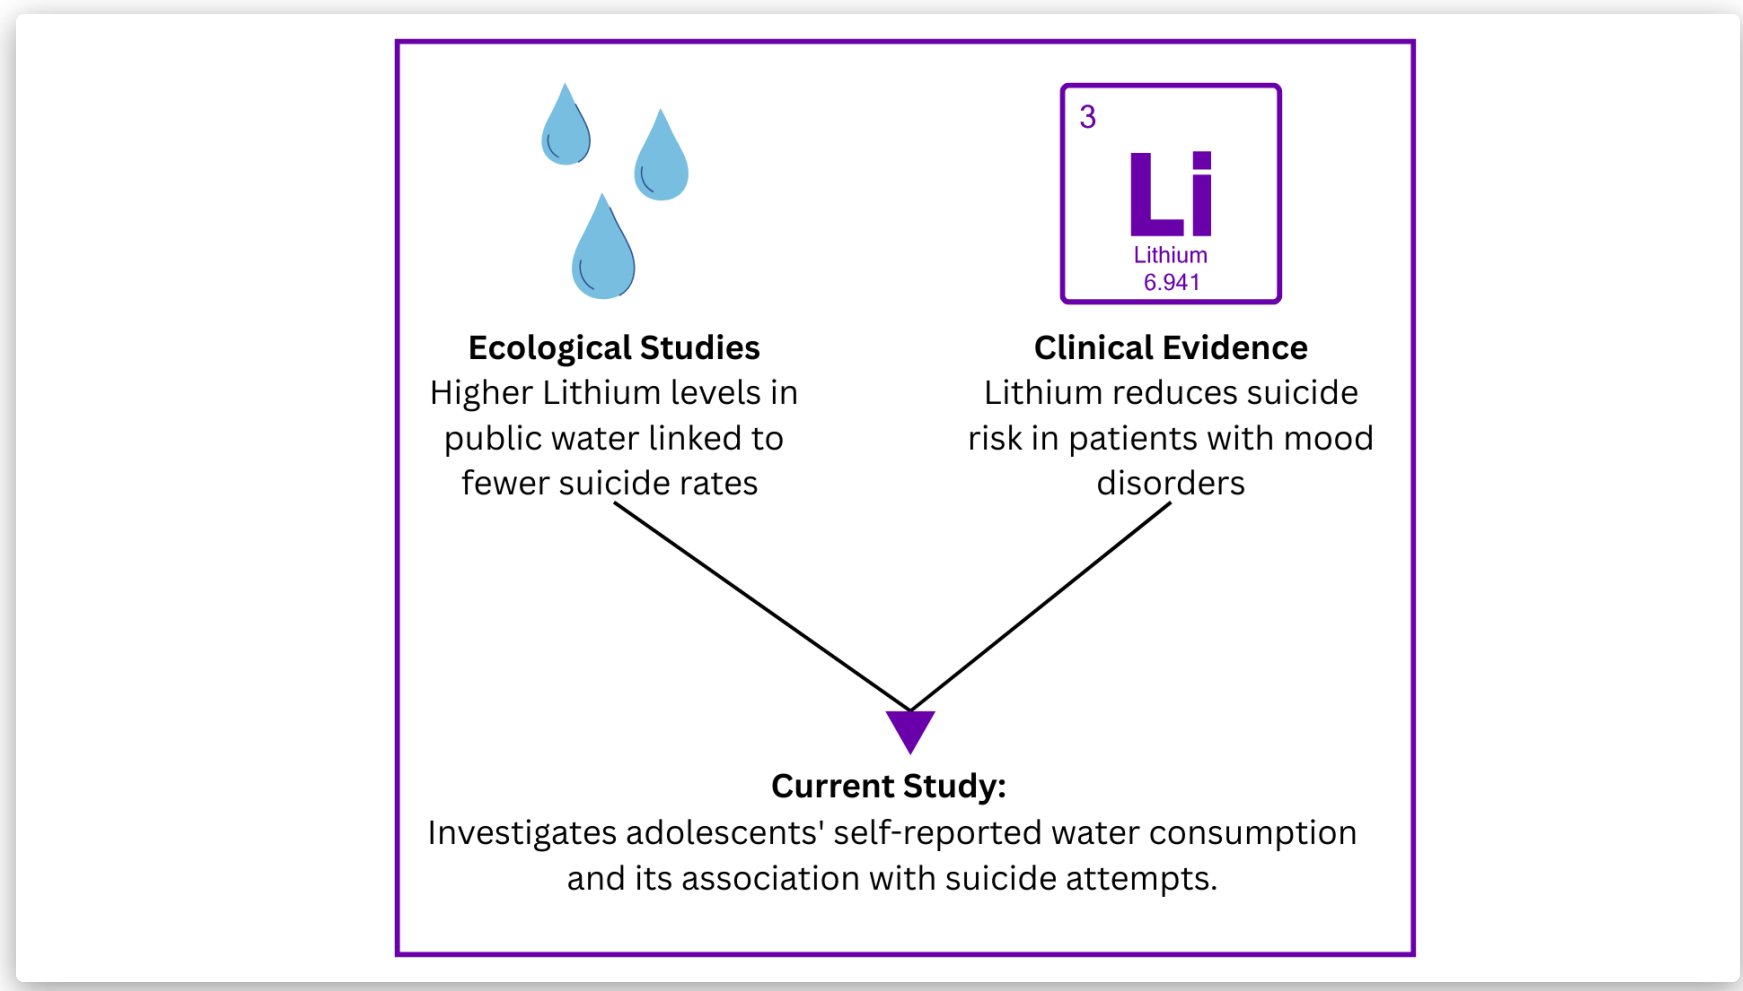 3
Li
Lithium
6.941
Ecological Studies
Higher Lithium levels in
public water linked to
fewer suicide rates
Clinical Evidence
Lithium reduces suicide
risk in patients with mood
disorders
Current Study:
Investigates adolescents' self-reported water consumption
and its association with suicide attempts.